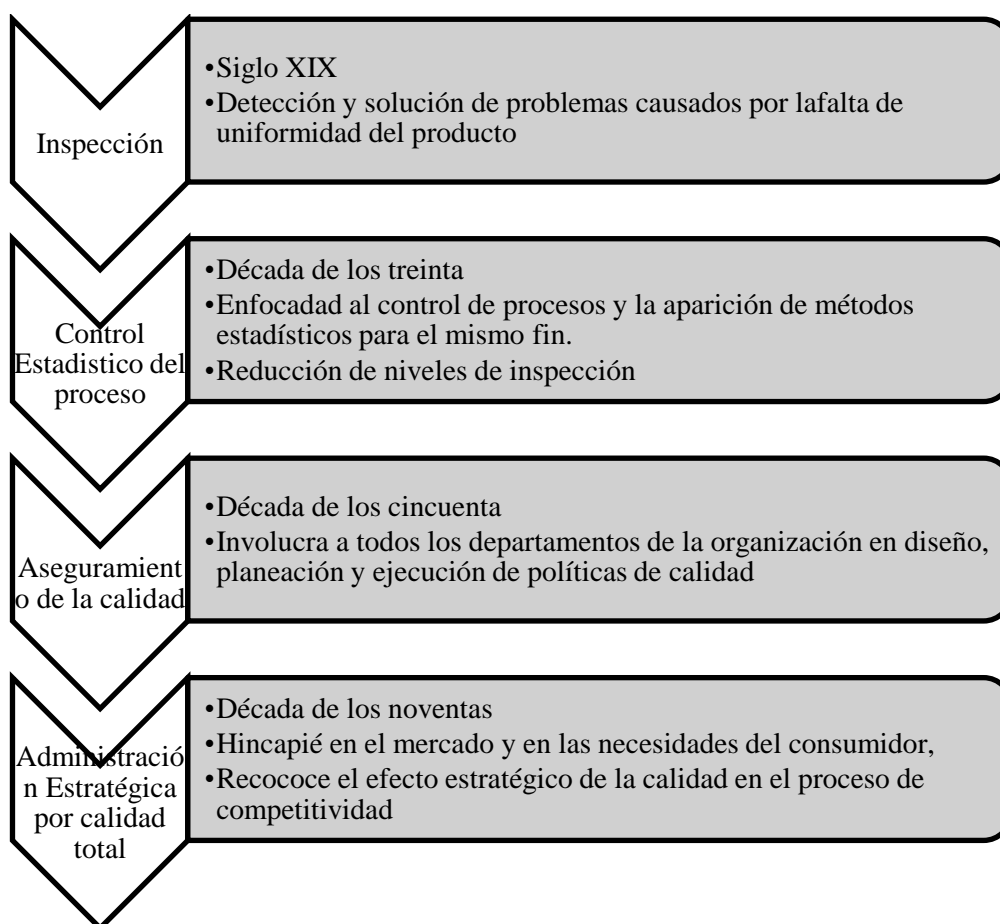 Inspección
•Siglo XIX
•Detección y solución de problemas causados por lafalta de
uniformidad del producto
Control
Estadistico del
proceso
•Década de los treinta
•Enfocadad al control de procesos y la aparición de métodos
estadísticos para el mismo fin.
•Reducción de niveles de inspección
Aseguramient
o de la calidad
•Década de los cincuenta
•Involucra a todos los departamentos de la organización en diseño,
planeación y ejecución de políticas de calidad
Administració
n Estratégica
por calidad
total
•Década de los noventas
•Hincapié en el mercado y en las necesidades del consumidor,
•Recococe el efecto estratégico de la calidad en el proceso de
competitividad